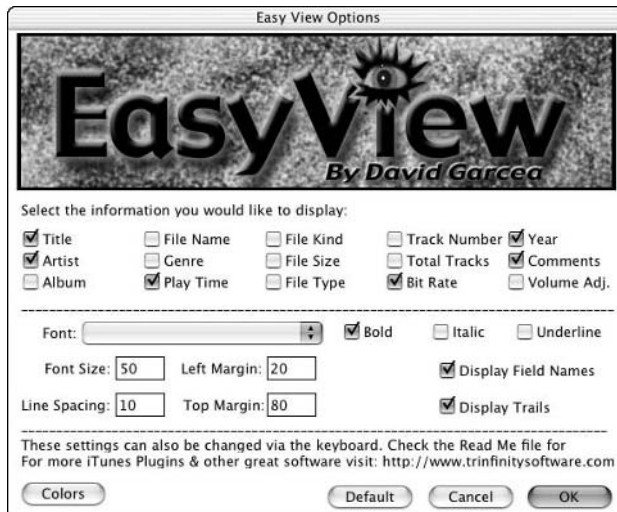 Easy View Options
EasyView
By David Garcea
Select the information you would like to display:
Title File Name File Kind Track Number Year
Artist Genre File Size Total Tracks Comments
Album Play Time File Type Bit Rate Volume Adj.
Font: Bold Italic Underline
Font Size: 50 Left Margin: 20 Display Field Names
Line Spacing: 10 Top Margin: 80 Display Trails
These settings can also be changed via the keyboard. Check the Read Me file for
For more iTunes Plugins & other great software visit: http://www.trinfinitysoftware.com
Colors Default Cancel OK